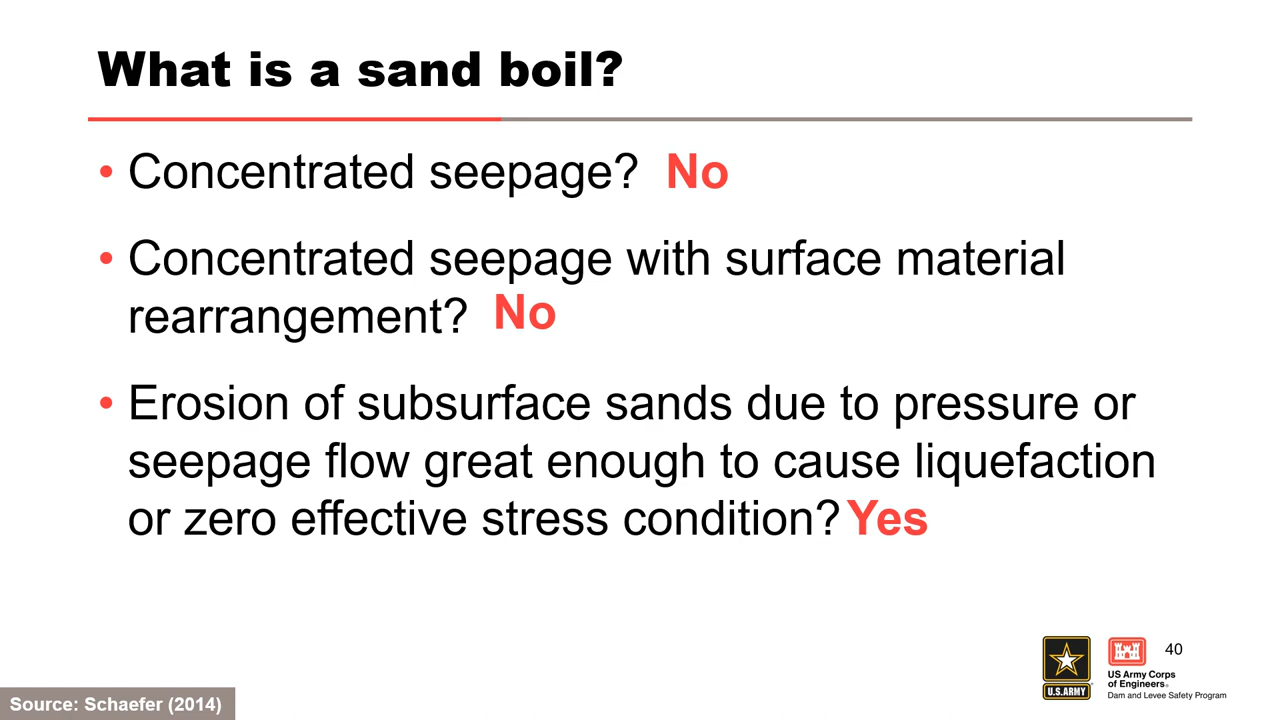 What is a sand boil?
• Concentrated seepage? No
• Concentrated seepage with surface material
rearrangement? No
• Erosion of subsurface sands due to pressure or
seepage flow great enough to cause liquefaction
or zero effective stress condition? Yes
40
U.S.ARMY
US Army Corps
of Engineers®
Dam and Levee Safety Program
Source: Schaefer (2014)